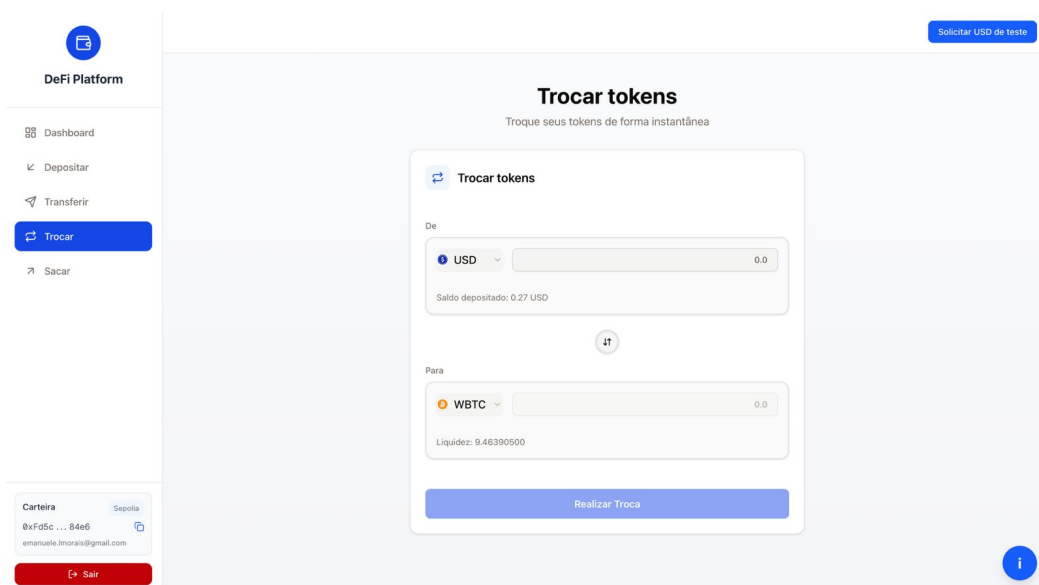 Solicitar USD de teste
DeFi Platform
Dashboard
Depositar
Transferir
Trocar
Sacar
Trocar tokens
Troque seus tokens de forma instantânea
Trocar tokens
De
USD
0.0
Saldo depositado: 0.27 USD
Para
WBTC
0.0
Liquidez: 9.46390500
Realizar Troca
Carteira
Sepolia
0xFd5c ... 84e6
emanuele.lmorais@gmail.com
Sair
i